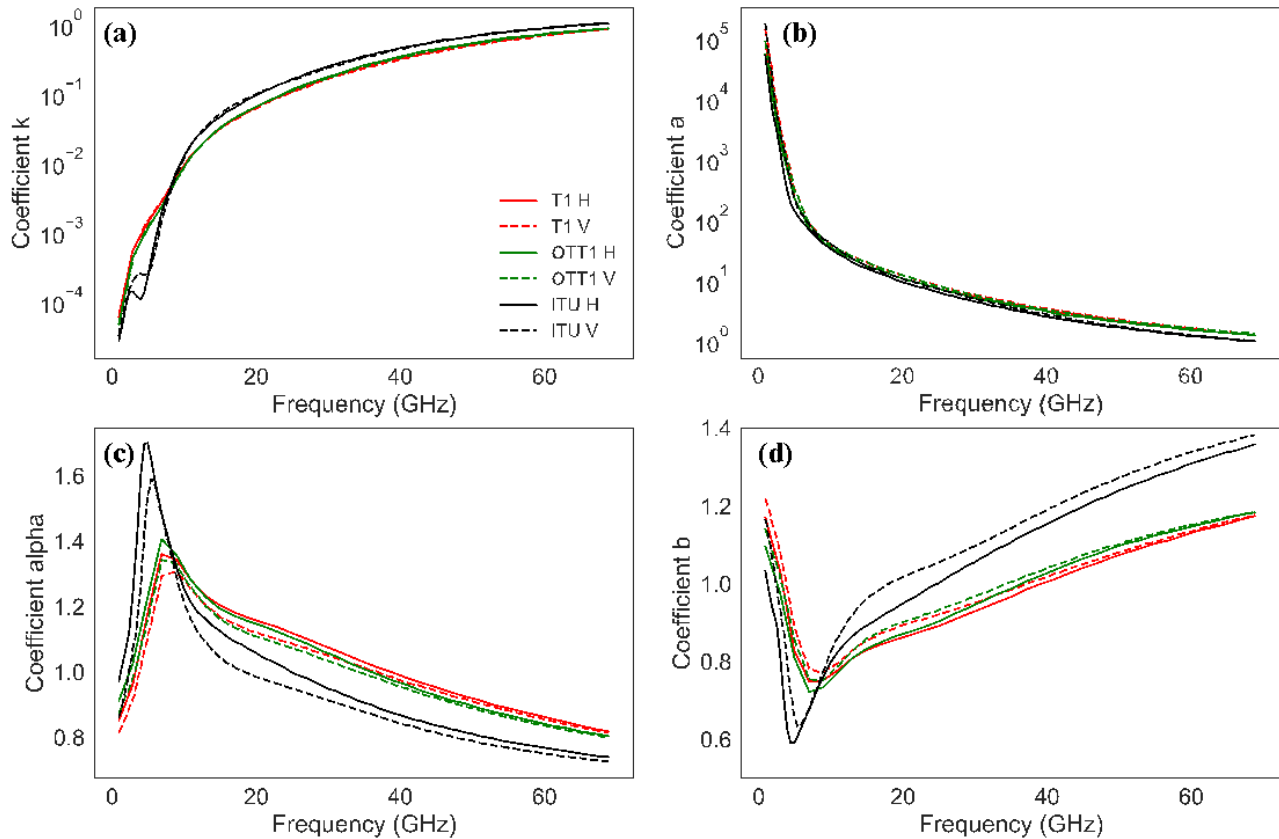 (a)
10^0
10^−1
10^−2
10^−3
10^−4
Coefficient k
T1 H
T1 V
OTT1 H
OTT1 V
ITU H
ITU V
0 20 40 60
Frequency (GHz)
(b)
10^5
10^4
10^3
10^2
10^1
10^0
Coefficient a
0 20 40 60
Frequency (GHz)
(c)
1.6
1.4
1.2
1.0
0.8
Coefficient alpha
0 20 40 60
Frequency (GHz)
(d)
1.4
1.2
1.0
0.8
0.6
Coefficient b
0 20 40 60
Frequency (GHz)